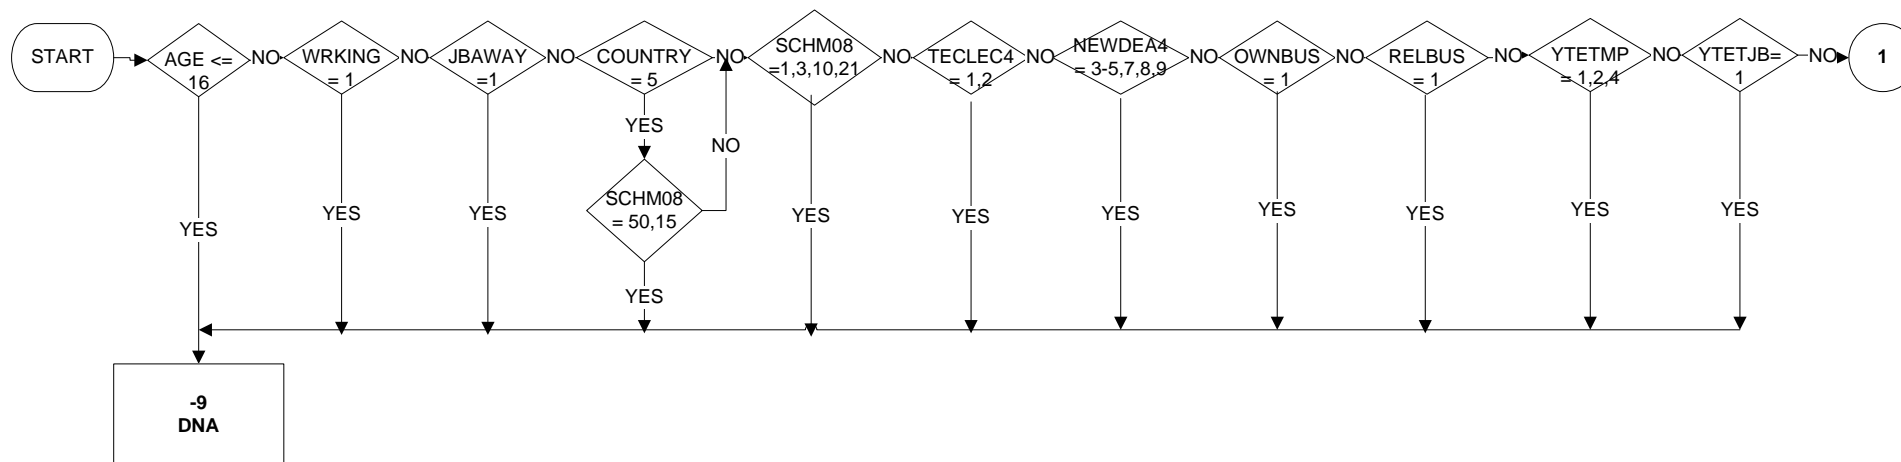 START
AGE <=
16
NO
WRKING
= 1
NO
JBAWAY
=1
NO
COUNTRY
= 5
NO
SCHM08
=1,3,10,21
NO
TECLEC4
= 1,2
NO
NEWDEA4
= 3-5,7,8,9
NO
OWNBUS
= 1
NO
RELBUS
= 1
NO
YTETMP
= 1,2,4
NO
YTETJB=
1
NO
1
YES
NO
SCHM08
= 50,15
YES
YES
YES
YES
YES
YES
YES
YES
YES
YES
YES
-9
DNA